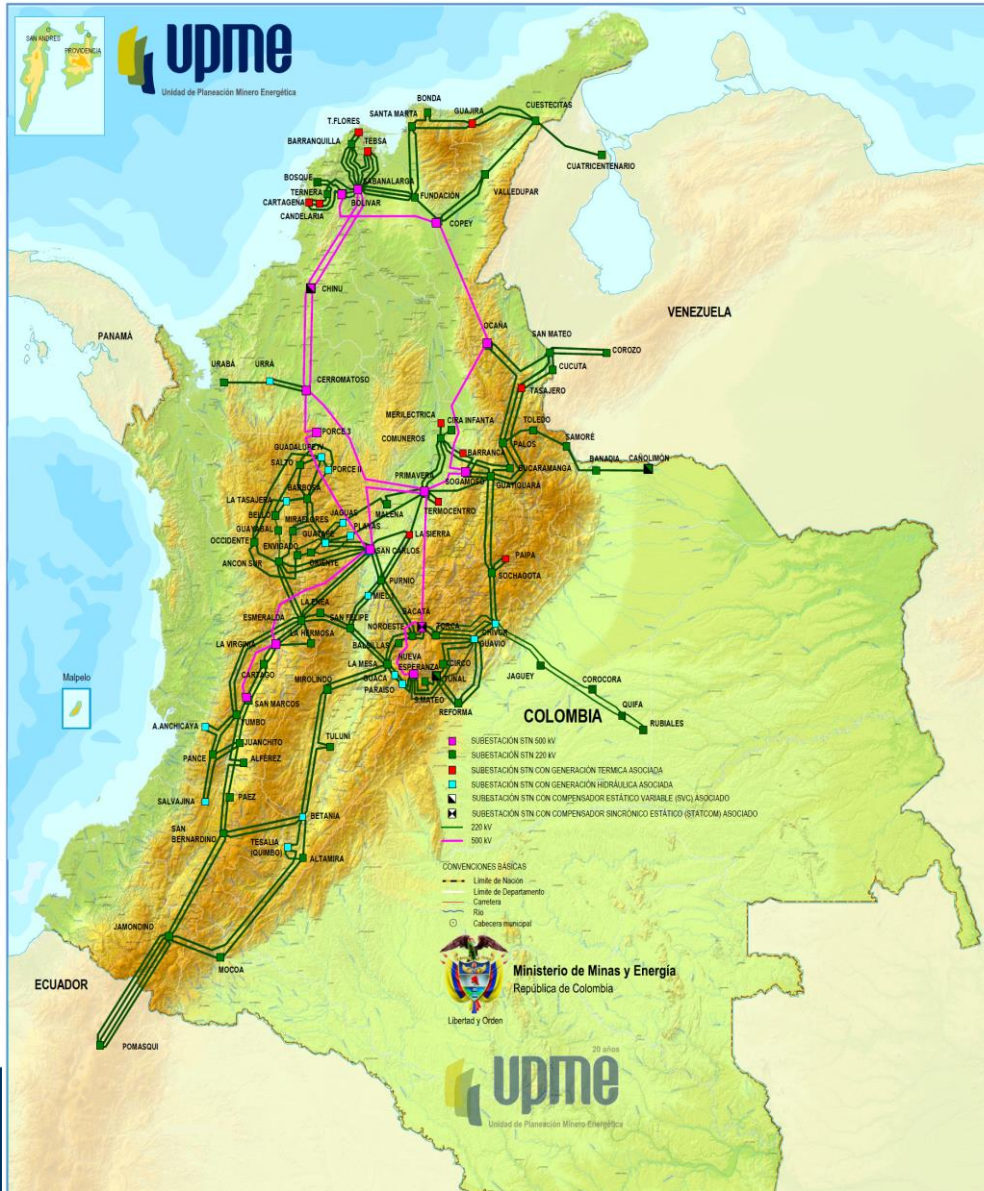 SAN ANDRES
PROVIDENCIA
upme
Unidad de Planeación Minero Energética
BONDA
SANTA MARTA
GUAJIRA
CUESTECITAS
T.FLORES
BARRANQUILLA
TEBSA
CUATRICENTENARIO
BOSQUE
SABANALARGA
VALLEDUPAR
TERNERA
FUNDACIÓN
CARTAGENA
BOLIVAR
CANDELARIA
COPEY
CHINU
VENEZUELA
OCAÑA
SAN MATEO
PANAMÁ
COROZO
URABÁ
URRÁ
CUCUTA
CERROMATOSO
TASAJERO
MERILECTRICA
CIRA INFANTA
TOLEDO
PORCE 3
COMUNEROS
SAMORÉ
GUADALUPE IV
PALOS
BARRANCA
BANADIA
CAÑOLIMÓN
SALTO
PORCE II
BUCARAMANGA
PRIMAVERA
SOGAMOSO
GUATIGUARÁ
BARBOSA
LA TASAJERA
JAGUAS
MALENA
TERMOCENTRO
BELLO
MIRAFLORES
PLAYAS
GUAYABAL
GUATAPE
LA SIERRA
OCCIDENTE
ENVIGADO
SAN CARLOS
ORIENTE
PAIPA
ANCON SUR
SOCHAGOTA
PURNIO
MIEL
LA ENEA
BACATA
ESMERALDA
SAN FELIPE
NOROESTE
TORCA
CHIVOR
LA HERMOSA
GUAVIO
LA VIRGINIA
BALSILLAS
NUEVA
ESPERANZA
LA MESA
CIRCO
CARTAGO
GUACA
TUNAL
JAGUEY
MIROLINDO
PARAISO
S.MATEO
COROCORA
SAN MARCOS
REFORMA
QUIFA
YUMBO
COLOMBIA
RUBIALES
A.ANCHICAYA
JUANCHITO
TULUNÍ
PANCE
ALFÉREZ
SALVAJINA
PAEZ
BETANIA
SAN
BERNARDINO
TESALIA
(QUIMBO)
ALTAMIRA
Malpelo
SUBESTACIÓN STN 500 kV
SUBESTACIÓN STN 220 kV
SUBESTACIÓN STN CON GENERACIÓN TERMICA ASOCIADA
SUBESTACIÓN STN CON GENERACIÓN HIDRÁULICA ASOCIADA
SUBESTACIÓN STN CON COMPENSADOR ESTÁTICO VARIABLE (SVC) ASOCIADO
SUBESTACIÓN STN CON COMPENSADOR SINCRÓNICO ESTÁTICO (STATCOM) ASOCIADO
220 kV
500 kV
CONVENCIONES BÁSICAS
Límite de Nación
Límite de Departamento
Carretera
Río
Cabecera municipal
JAMONDINO
MOCOA
ECUADOR
POMASQUI
Ministerio de Minas y Energía
República de Colombia
Libertad y Orden
20 años
upme
Unidad de Planeación Minero Energética